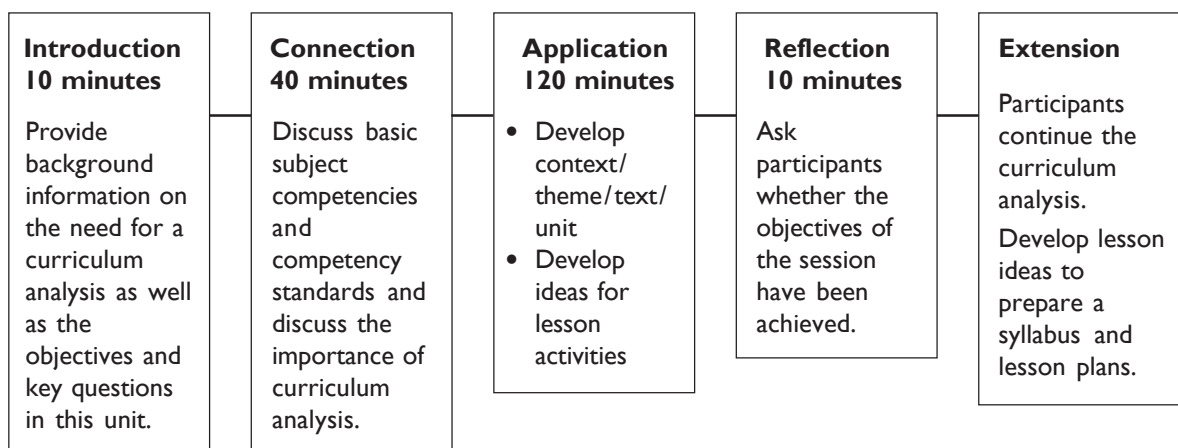 Introduction
10 minutes
Provide
background
information on
the need for a
curriculum
analysis as well
as the
objectives and
key questions
in this unit.
Connection
40 minutes
Discuss basic
subject
competencies
and
competency
standards and
discuss the
importance of
curriculum
analysis.
Application
120 minutes
• Develop
context/
theme/text/
unit
• Develop
ideas for
lesson
activities
Reflection
10 minutes
Ask
participants
whether the
objectives of
the session
have been
achieved.
Extension
Participants
continue the
curriculum
analysis.
Develop lesson
ideas to
prepare a
syllabus and
lesson plans.